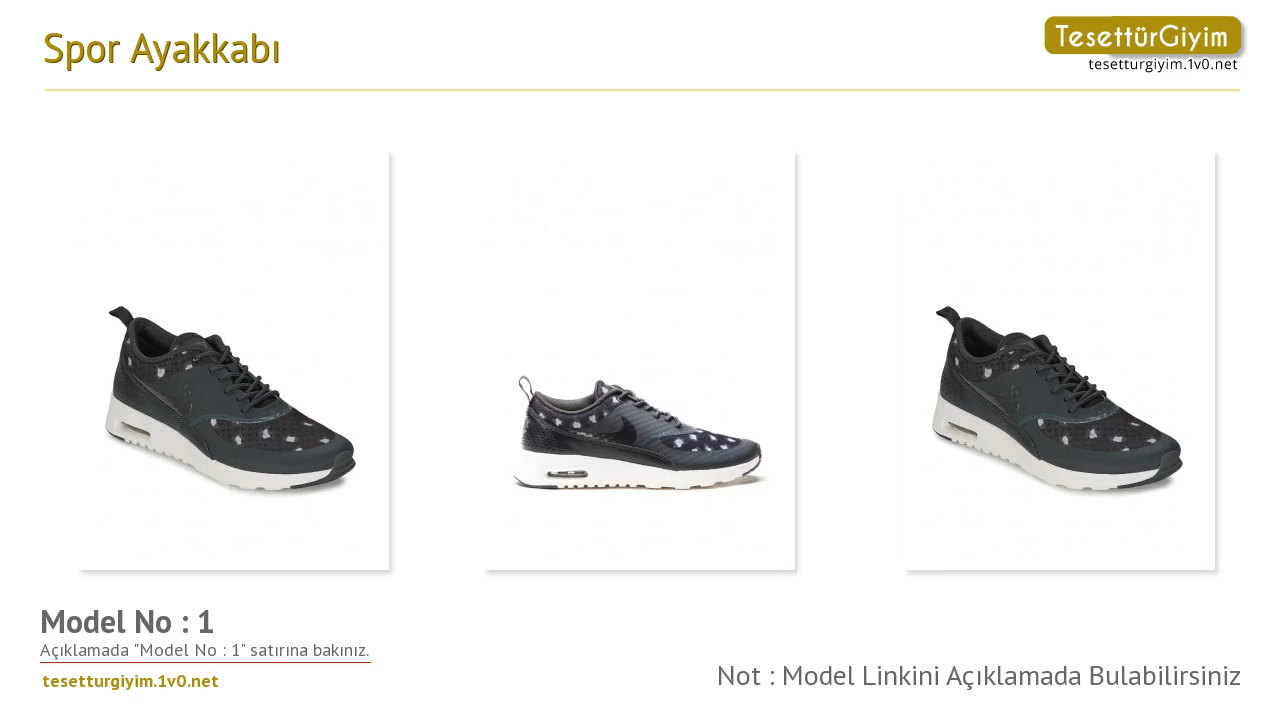 Spor Ayakkabı
TesettürGiyim
tesetturgiyim.1v0.net
Model No : 1
Açıklamada "Model No : 1" satırına bakınız.
tesetturgiyim.1v0.net
Not : Model Linkini Açıklamada Bulabilirsiniz